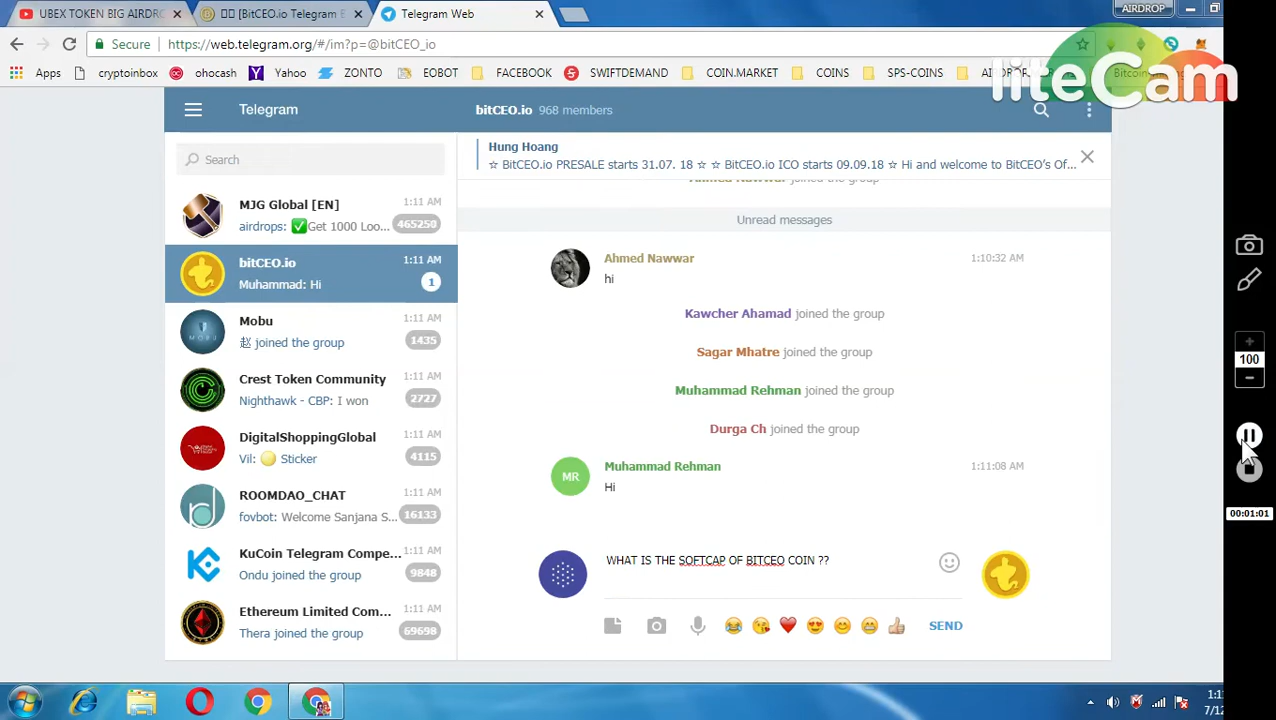 UBEX TOKEN BIG AIRDRO
[BitCEO.io Telegram E
Telegram Web
AIRDROP
Secure
https://web.telegram.org/#/im?p=@bitCEO_io
Apps
cryptoinbox
ohocash
Yahoo
ZONTO
EOBOT
FACEBOOK
SWIFTDEMAND
COIN.MARKET
COINS
SPS-COINS
liteCam
Telegram
bitCEO.io 968 members
Search
Hung Hoang
☆ BitCEO.io PRESALE starts 31.07. 18 ☆ ☆ BitCEO.io ICO starts 09.09.18 ☆ Hi and welcome to BitCEO's Of...
Ahmed Nawwar joined the group
Unread messages
MJG Global [EN] 1:11 AM
airdrops: ✅Get 1000 Loo... 465250
bitCEO.io 1:11 AM
Muhammad: Hi 1
Mobu 1:11 AM
赵 joined the group 1435
Crest Token Community 1:11 AM
Nighthawk - CBP: I won 2727
DigitalShoppingGlobal 1:11 AM
Vil: Sticker 4115
ROOMDAO_CHAT 1:11 AM
fovbot: Welcome Sanjana S... 16133
KuCoin Telegram Compe... 1:11 AM
Ondu joined the group 9848
Ethereum Limited Com... 1:11 AM
Thera joined the group 69698
Ahmed Nawwar 1:10:32 AM
hi
Kawcher Ahamad joined the group
Sagar Mhatre joined the group
Muhammad Rehman joined the group
Durga Ch joined the group
MR
Muhammad Rehman 1:11:08 AM
Hi
WHAT IS THE SOFTCAP OF BITCEO COIN ??
SEND
100
00:01:01